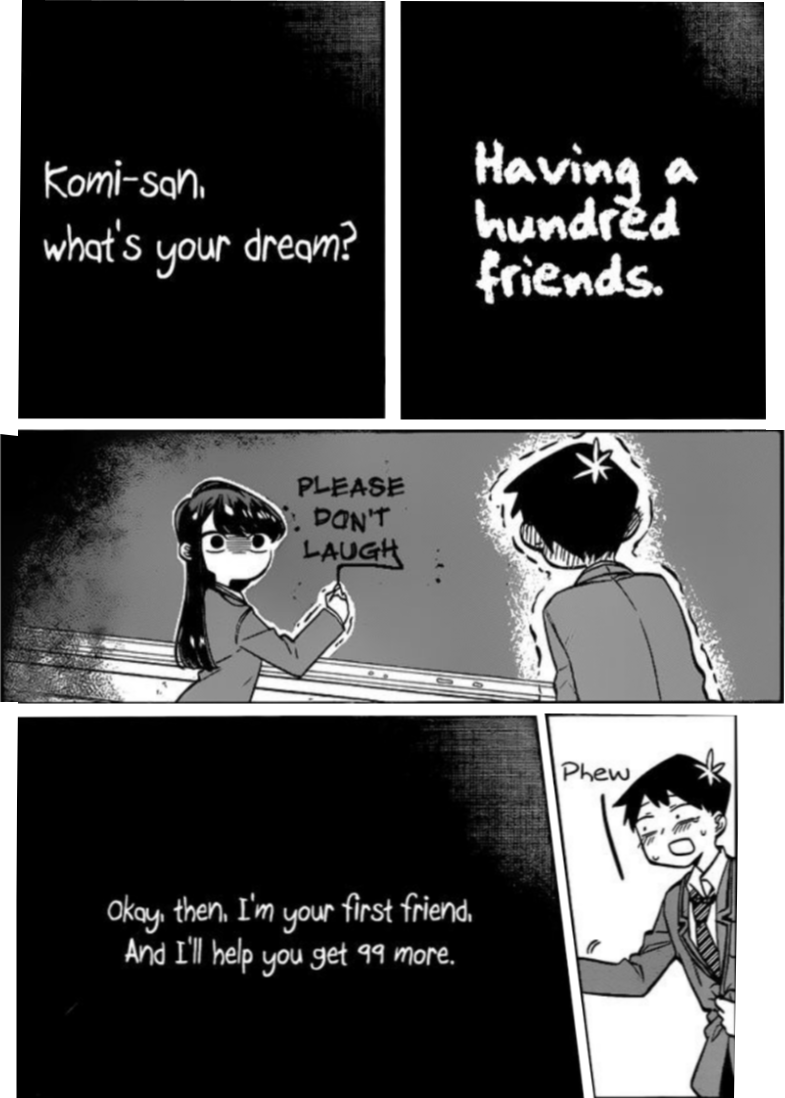 Komi-san,
what's your dream?
Having a
hundred
friends.
PLEASE
DON'T
LAUGH
Phew
Okay, then, I'm your first friend,
And I'll help you get 99 more.